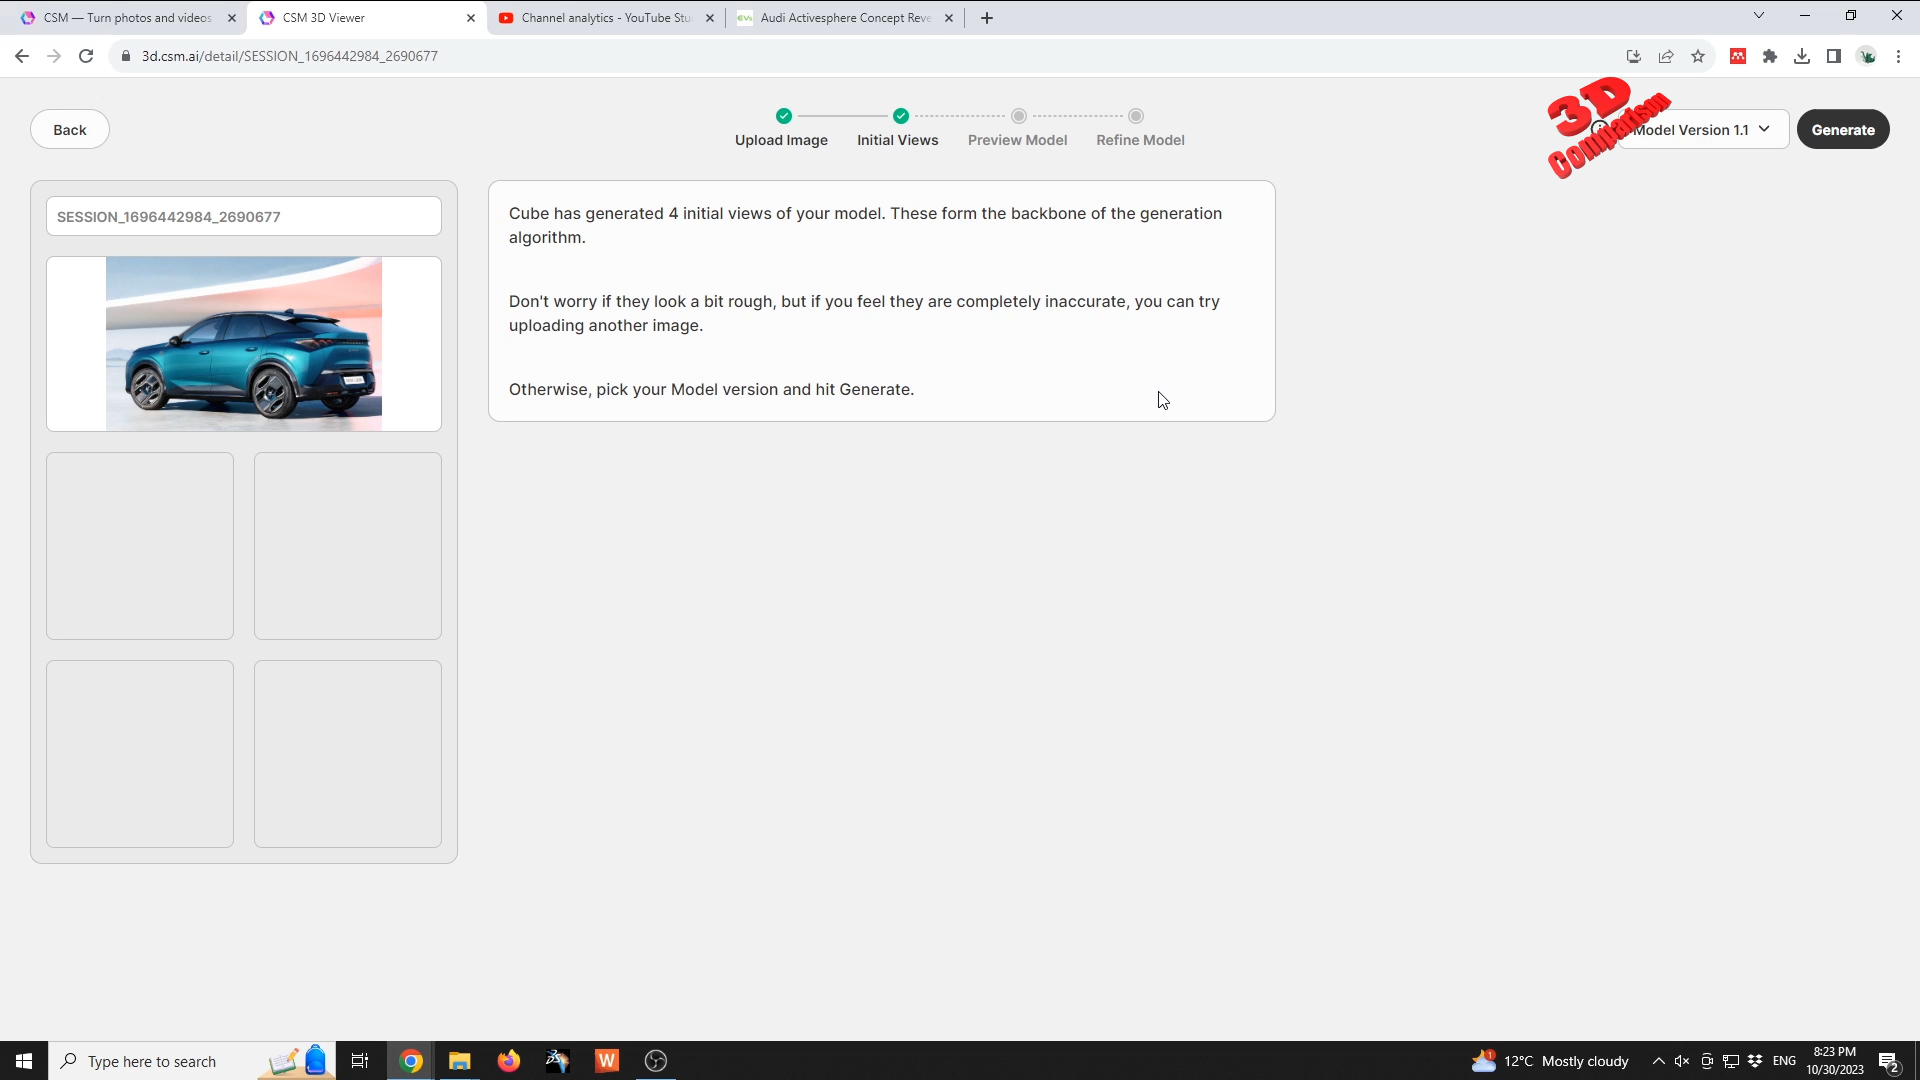 CSM — Turn photos and videos
CSM 3D Viewer
Channel analytics - YouTube Stu
EVs
Audi Activesphere Concept Reve
3d.csm.ai/detail/SESSION_1696442984_2690677
Back
Upload Image
Initial Views
Preview Model
Refine Model
3D
Comparison
Model Version 1.1
Generate
SESSION_1696442984_2690677
Cube has generated 4 initial views of your model. These form the backbone of the generation
algorithm.
Don't worry if they look a bit rough, but if you feel they are completely inaccurate, you can try
uploading another image.
Otherwise, pick your Model version and hit Generate.
Type here to search
W
1
12°C Mostly cloudy
ENG
8:23 PM
10/30/2023
2